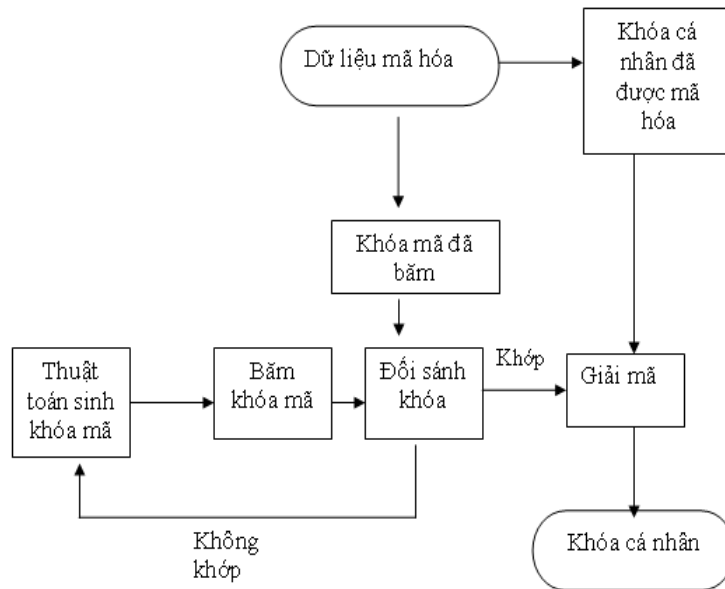 Dữ liệu mã hóa
Khóa cá
nhân đã
được mã
hóa
Khóa mã đã
băm
Thuật
toán sinh
khóa mã
Băm
khóa mã
Đối sánh
khóa
Khớp
Giải mã
Không
khớp
Khóa cá nhân